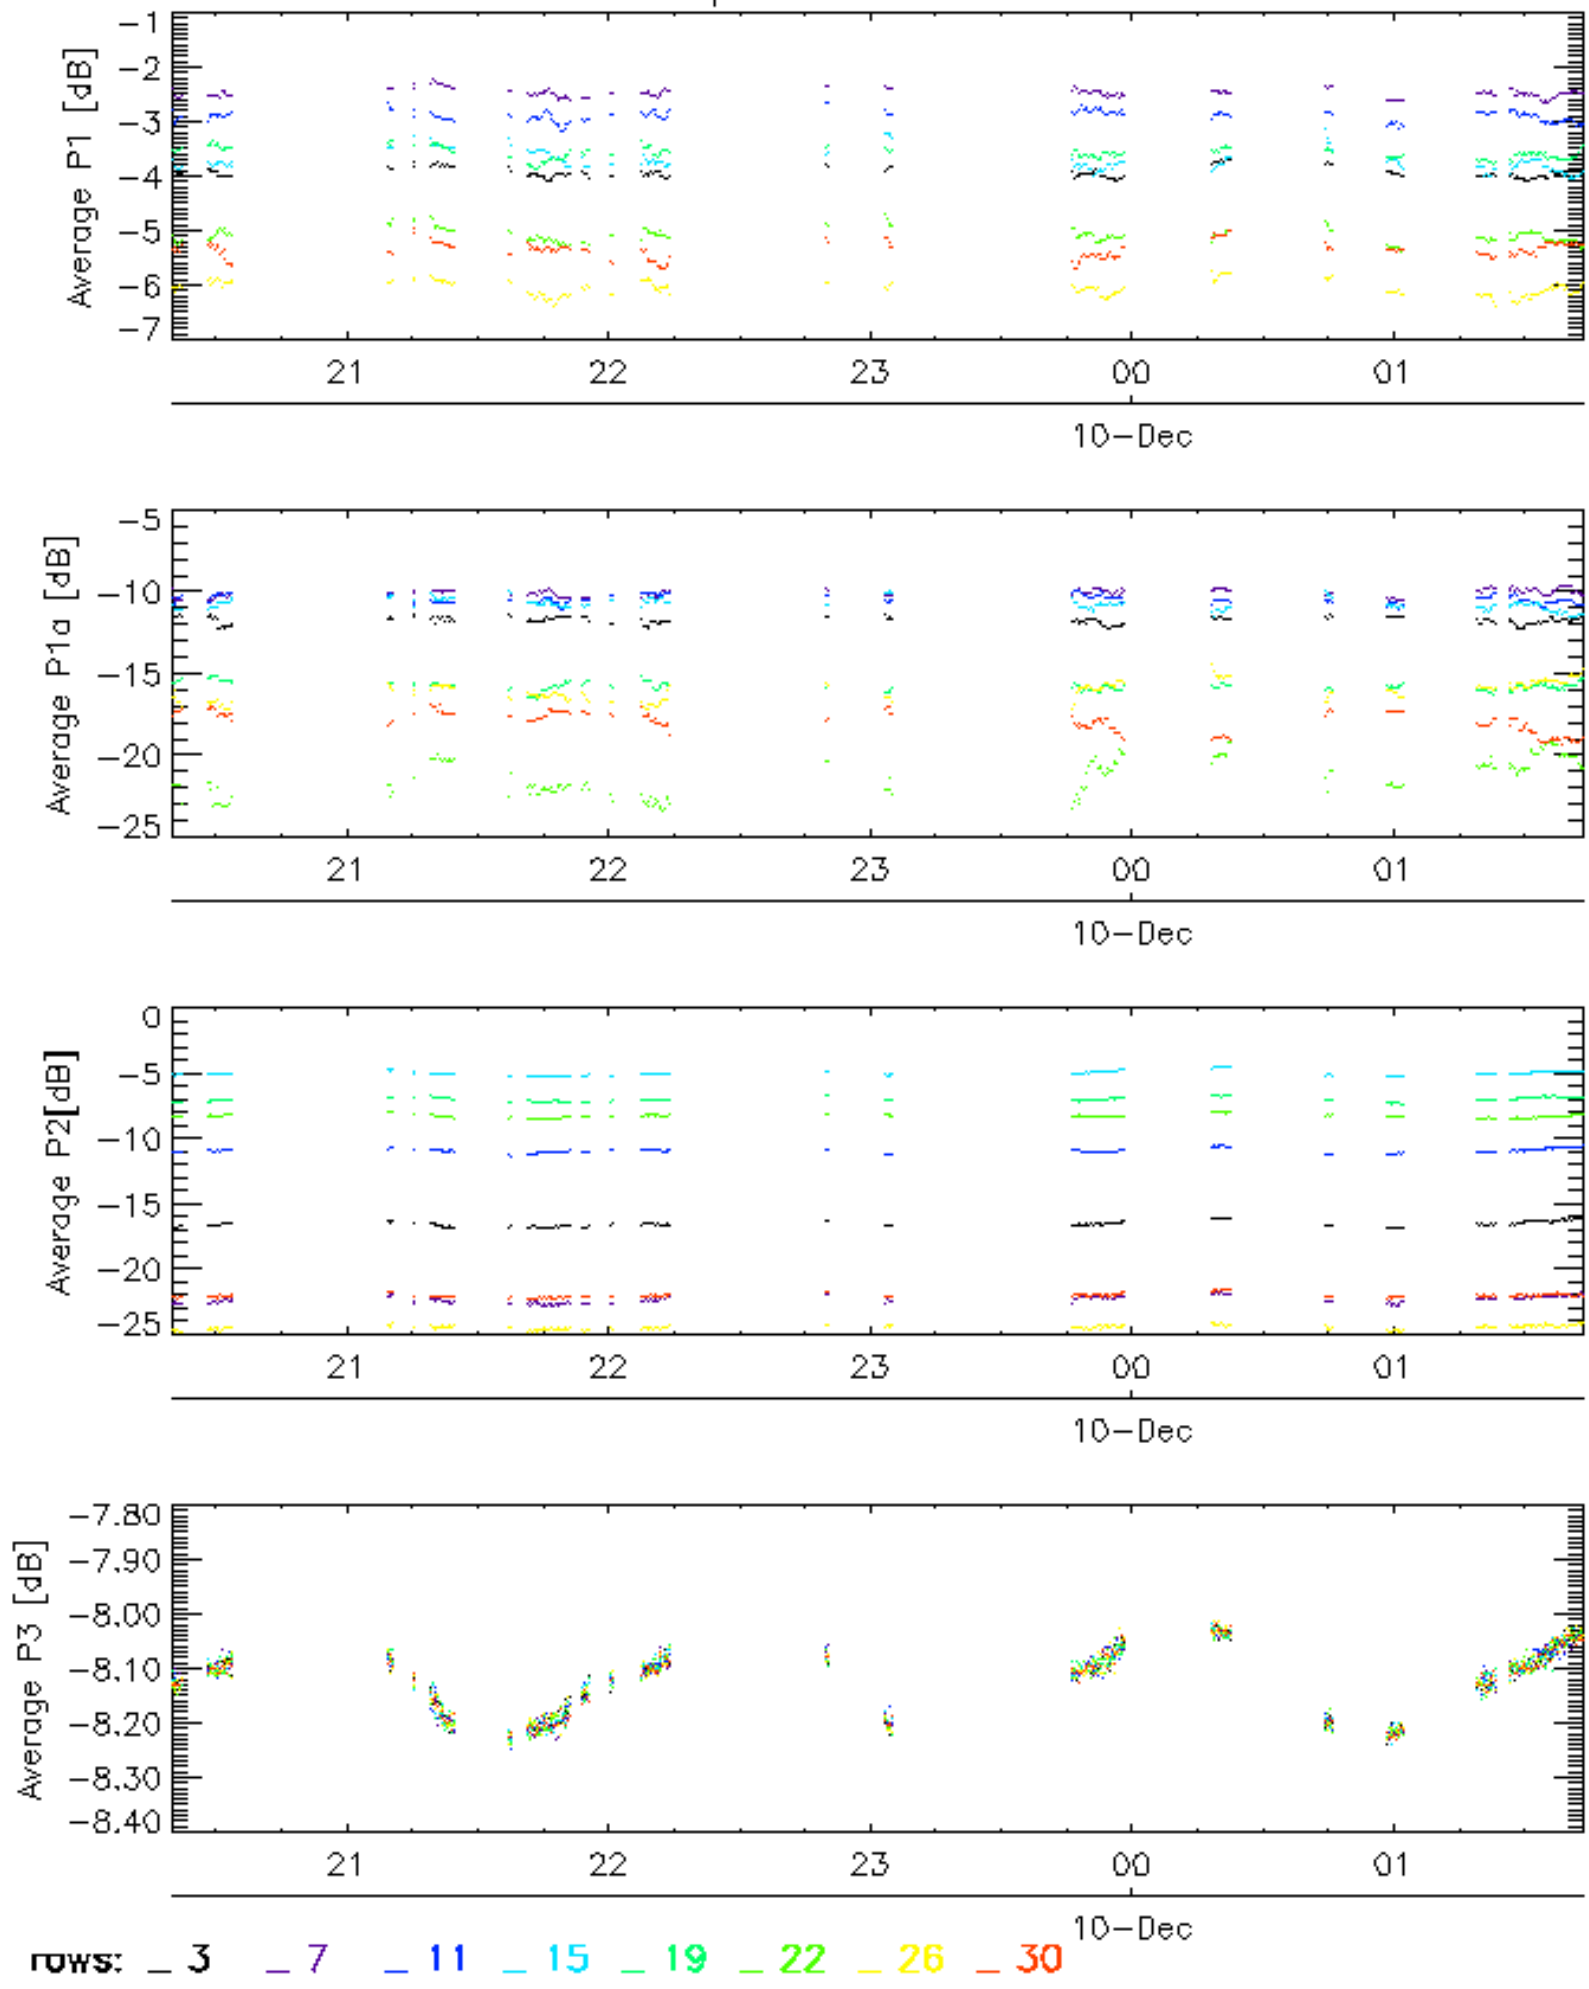 Average P1 [dB]
-1
-2
-3
-4
-5
-6
-7
21 22 23 00 01
10-Dec
Average P1a [dB]
-5
-10
-15
-20
-25
21 22 23 00 01
10-Dec
Average P2[dB]
0
-5
-10
-15
-20
-25
21 22 23 00 01
10-Dec
Average P3 [dB]
-7.80
-7.90
-8.00
-8.10
-8.20
-8.30
-8.40
21 22 23 00 01
10-Dec
rows: _ 3 _ 7 _ 11 _ 15 _ 19 _ 22 _ 26 _ 30